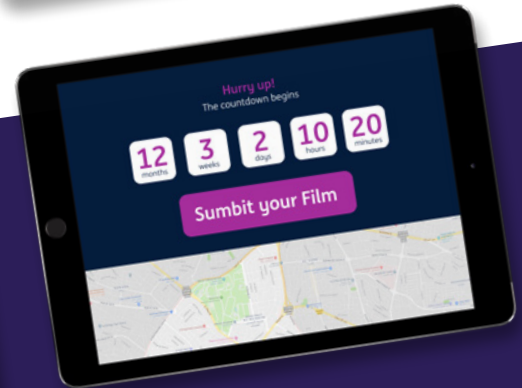 Hurry up!
The countdown begins
12 3 2 10 20
months weeks days hours minutes
Sumbit your Film